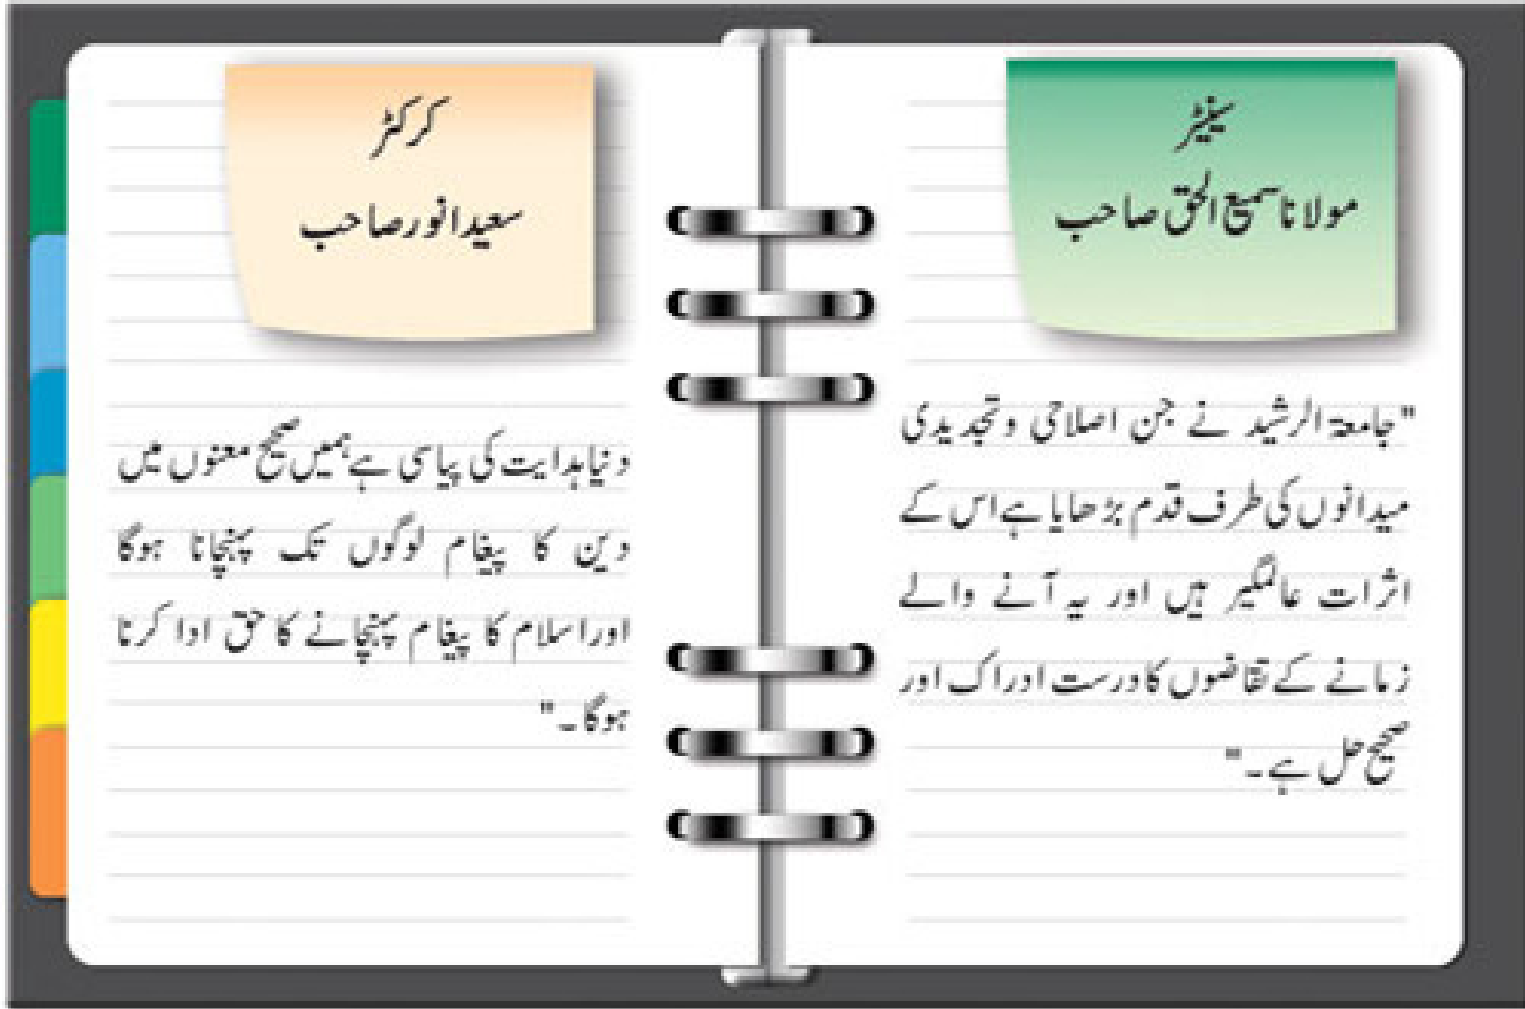 سینیٹر
مولانا سمیع الحق صاحب
"جامعۃ الرشید نے جن اصلاحی و تجدیدی
میدانوں کی طرف قدم بڑھایا ہے اس کے
اثرات عالمگیر ہیں اور یہ آنے والے
زمانے کے تقاضوں کا درست ادراک اور
صحیح حل ہے۔"
کرکٹر
سعید انور صاحب
دنیا ہدایت کی پیاسی ہے ہمیں صحیح معنوں میں
دین کا پیغام لوگوں تک پہنچانا ہوگا
اور اسلام کا پیغام پہنچانے کا حق ادا کرنا
ہوگا۔"